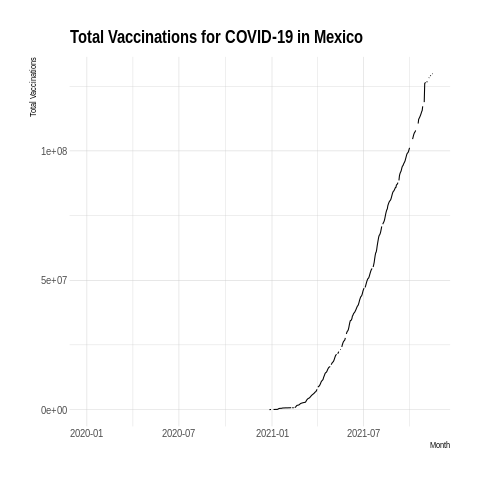 Total Vaccinations for COVID-19 in Mexico
Total Vaccinations
1e+08
5e+07
0e+00
2020-01 2020-07 2021-01 2021-07
Month